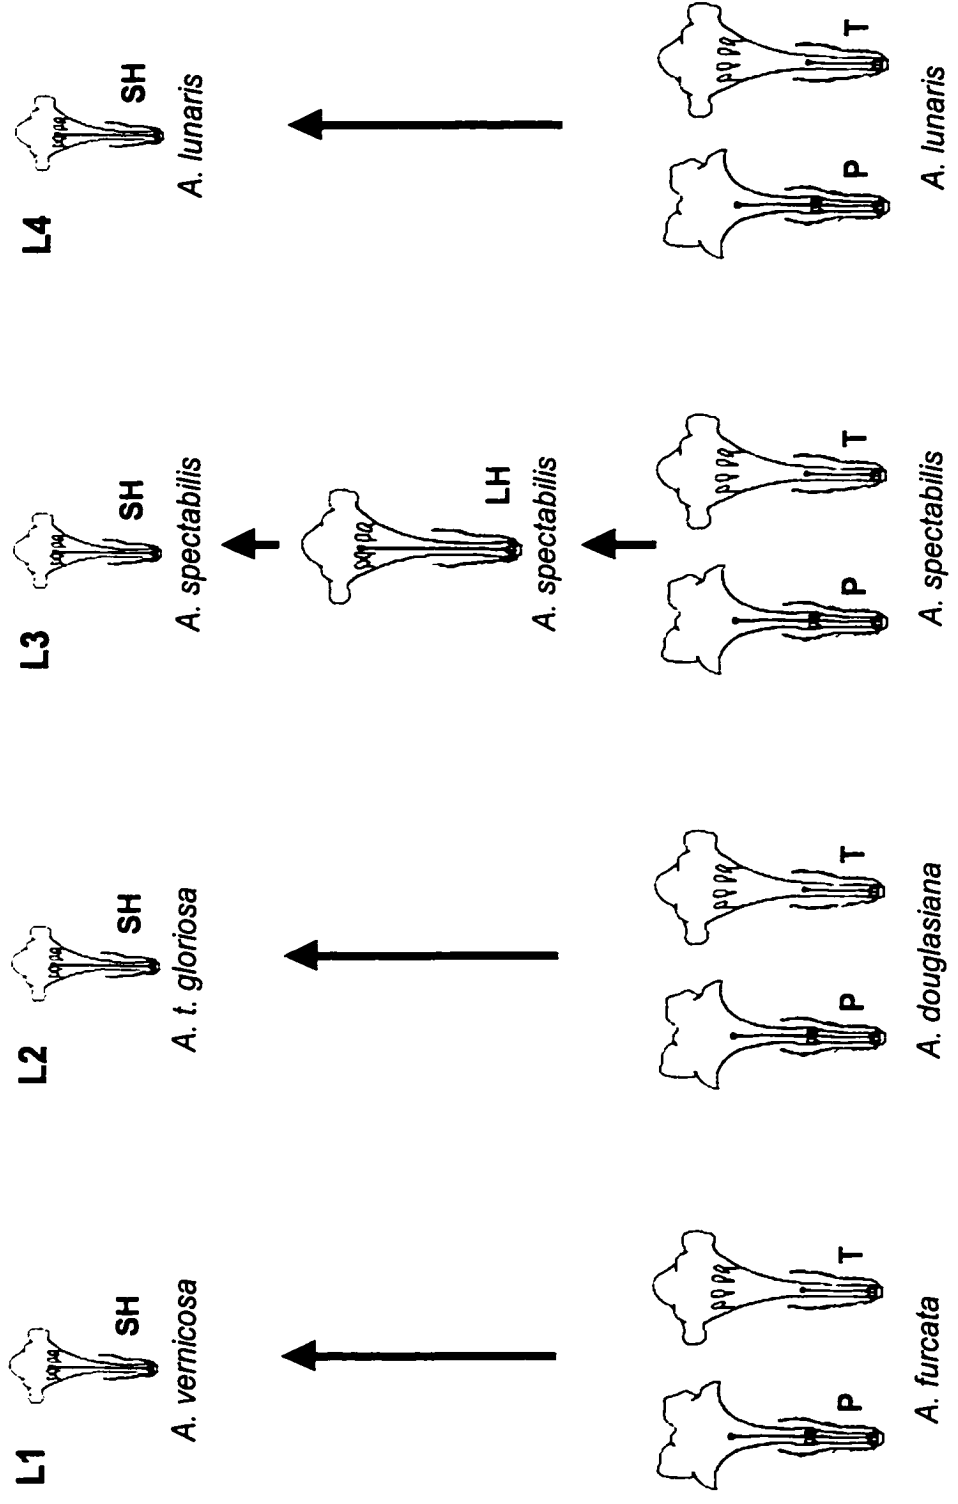 L1
SH
A. vernicosa
P
T
A. furcata
L2
SH
A. t. gloriosa
P
T
A. douglasiana
L3
SH
A. spectabilis
LH
A. spectabilis
P
T
A. spectabilis
L4
SH
A. lunaris
P
T
A. lunaris